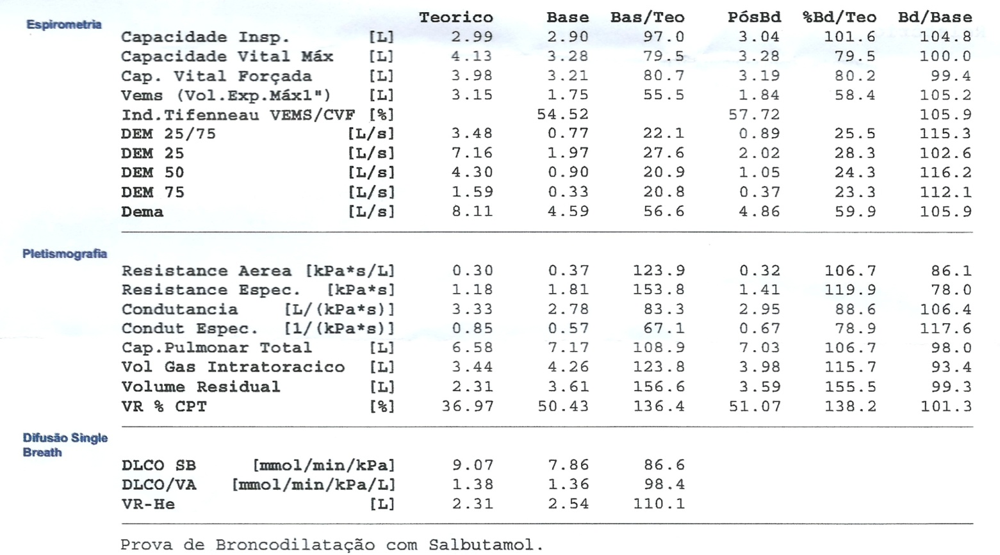 Teorico Base Bas/Teo PósBd %Bd/Teo Bd/Base
Espirometria
Capacidade Insp. [L] 2.99 2.90 97.0 3.04 101.6 104.8
Capacidade Vital Máx [L] 4.13 3.28 79.5 3.28 79.5 100.0
Cap. Vital Forçada [L] 3.98 3.21 80.7 3.19 80.2 99.4
Vems (Vol.Exp.Máx1") [L] 3.15 1.75 55.5 1.84 58.4 105.2
Ind.Tifenneau VEMS/CVF [%] 54.52 57.72 105.9
DEM 25/75 [L/s] 3.48 0.77 22.1 0.89 25.5 115.3
DEM 25 [L/s] 7.16 1.97 27.6 2.02 28.3 102.6
DEM 50 [L/s] 4.30 0.90 20.9 1.05 24.3 116.2
DEM 75 [L/s] 1.59 0.33 20.8 0.37 23.3 112.1
Dema [L/s] 8.11 4.59 56.6 4.86 59.9 105.9
Pletismografia
Resistance Aerea [kPa*s/L] 0.30 0.37 123.9 0.32 106.7 86.1
Resistance Espec. [kPa*s] 1.18 1.81 153.8 1.41 119.9 78.0
Condutancia [L/(kPa*s)] 3.33 2.78 83.3 2.95 88.6 106.4
Condut Espec. [1/(kPa*s)] 0.85 0.57 67.1 0.67 78.9 117.6
Cap.Pulmonar Total [L] 6.58 7.17 108.9 7.03 106.7 98.0
Vol Gas Intratoracico [L] 3.44 4.26 123.8 3.98 115.7 93.4
Volume Residual [L] 2.31 3.61 156.6 3.59 155.5 99.3
VR % CPT [%] 36.97 50.43 136.4 51.07 138.2 101.3
Difusão Single
Breath
DLCO SB [mmol/min/kPa] 9.07 7.86 86.6
DLCO/VA [mmol/min/kPa/L] 1.38 1.36 98.4
VR-He [L] 2.31 2.54 110.1
Prova de Broncodilatação com Salbutamol.